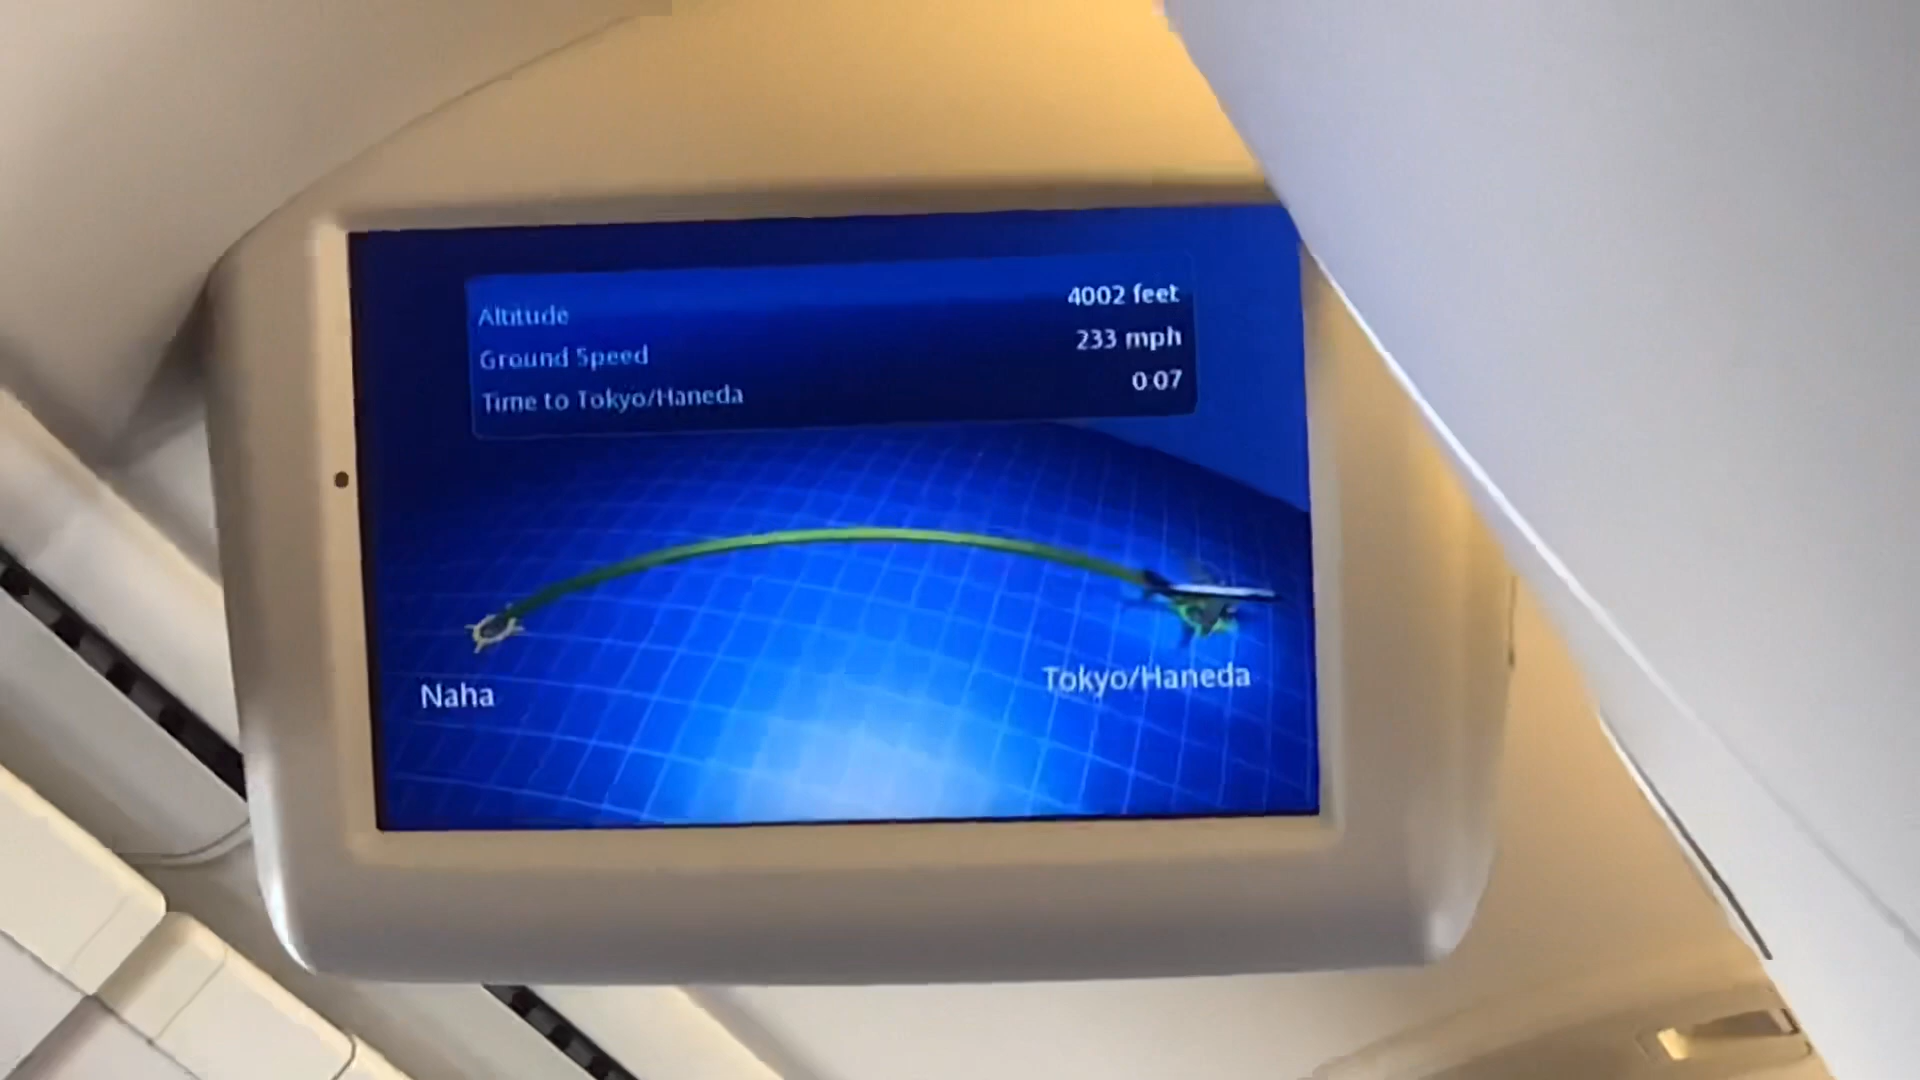 Altitude 4002 feet
Ground Speed 233 mph
Time to Tokyo/Haneda 0:07
Naha
Tokyo/Haneda